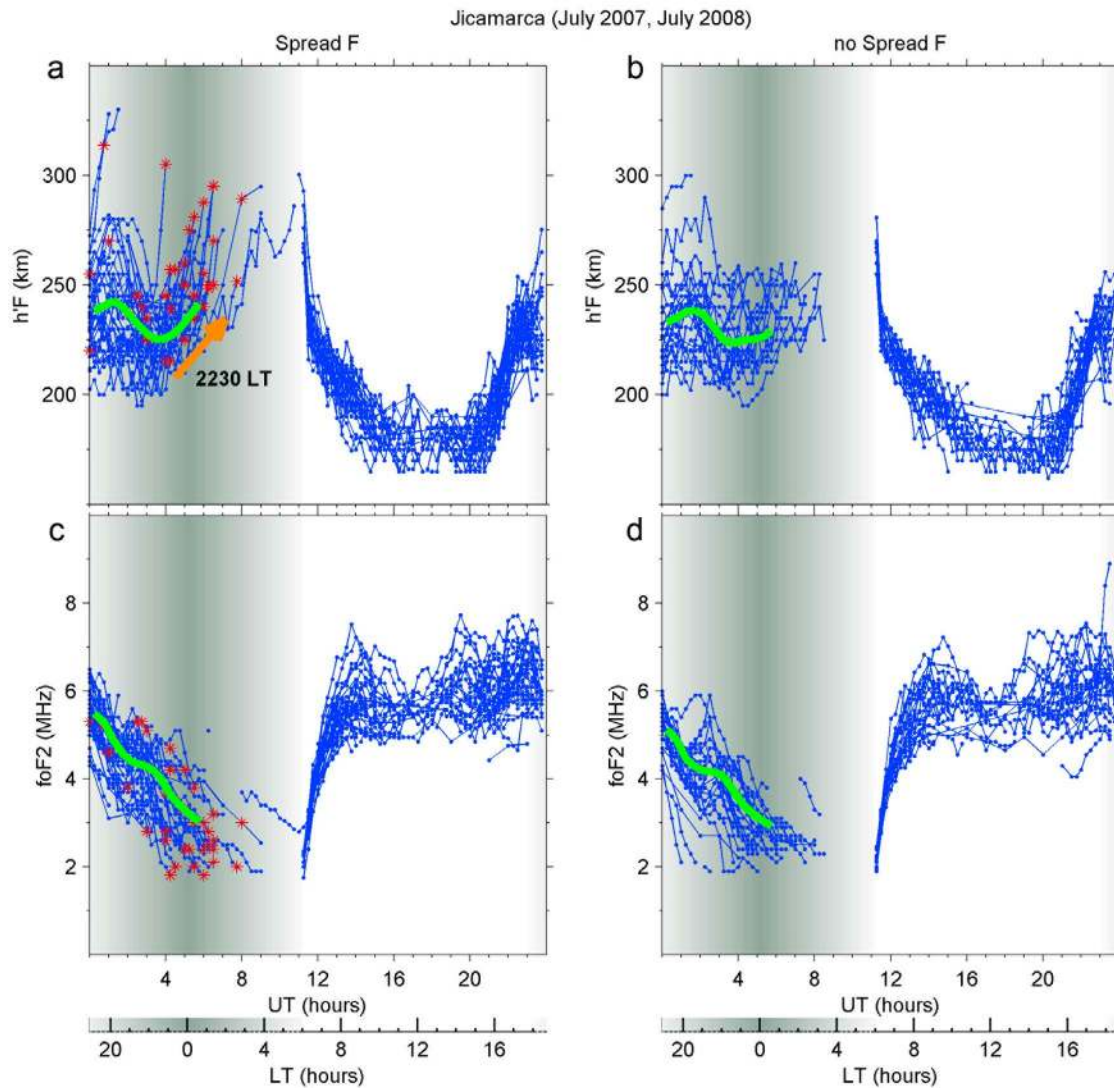 Jicamarca (July 2007, July 2008)
Spread F
no Spread F
a
b
300
250
200
h'F (km)
2230 LT
300
250
200
h'F (km)
c
d
8
6
4
2
foF2 (MHz)
8
6
4
2
foF2 (MHz)
4 8 12 16 20
UT (hours)
4 8 12 16 20
UT (hours)
20 0 4 8 12 16
LT (hours)
20 0 4 8 12 16
LT (hours)